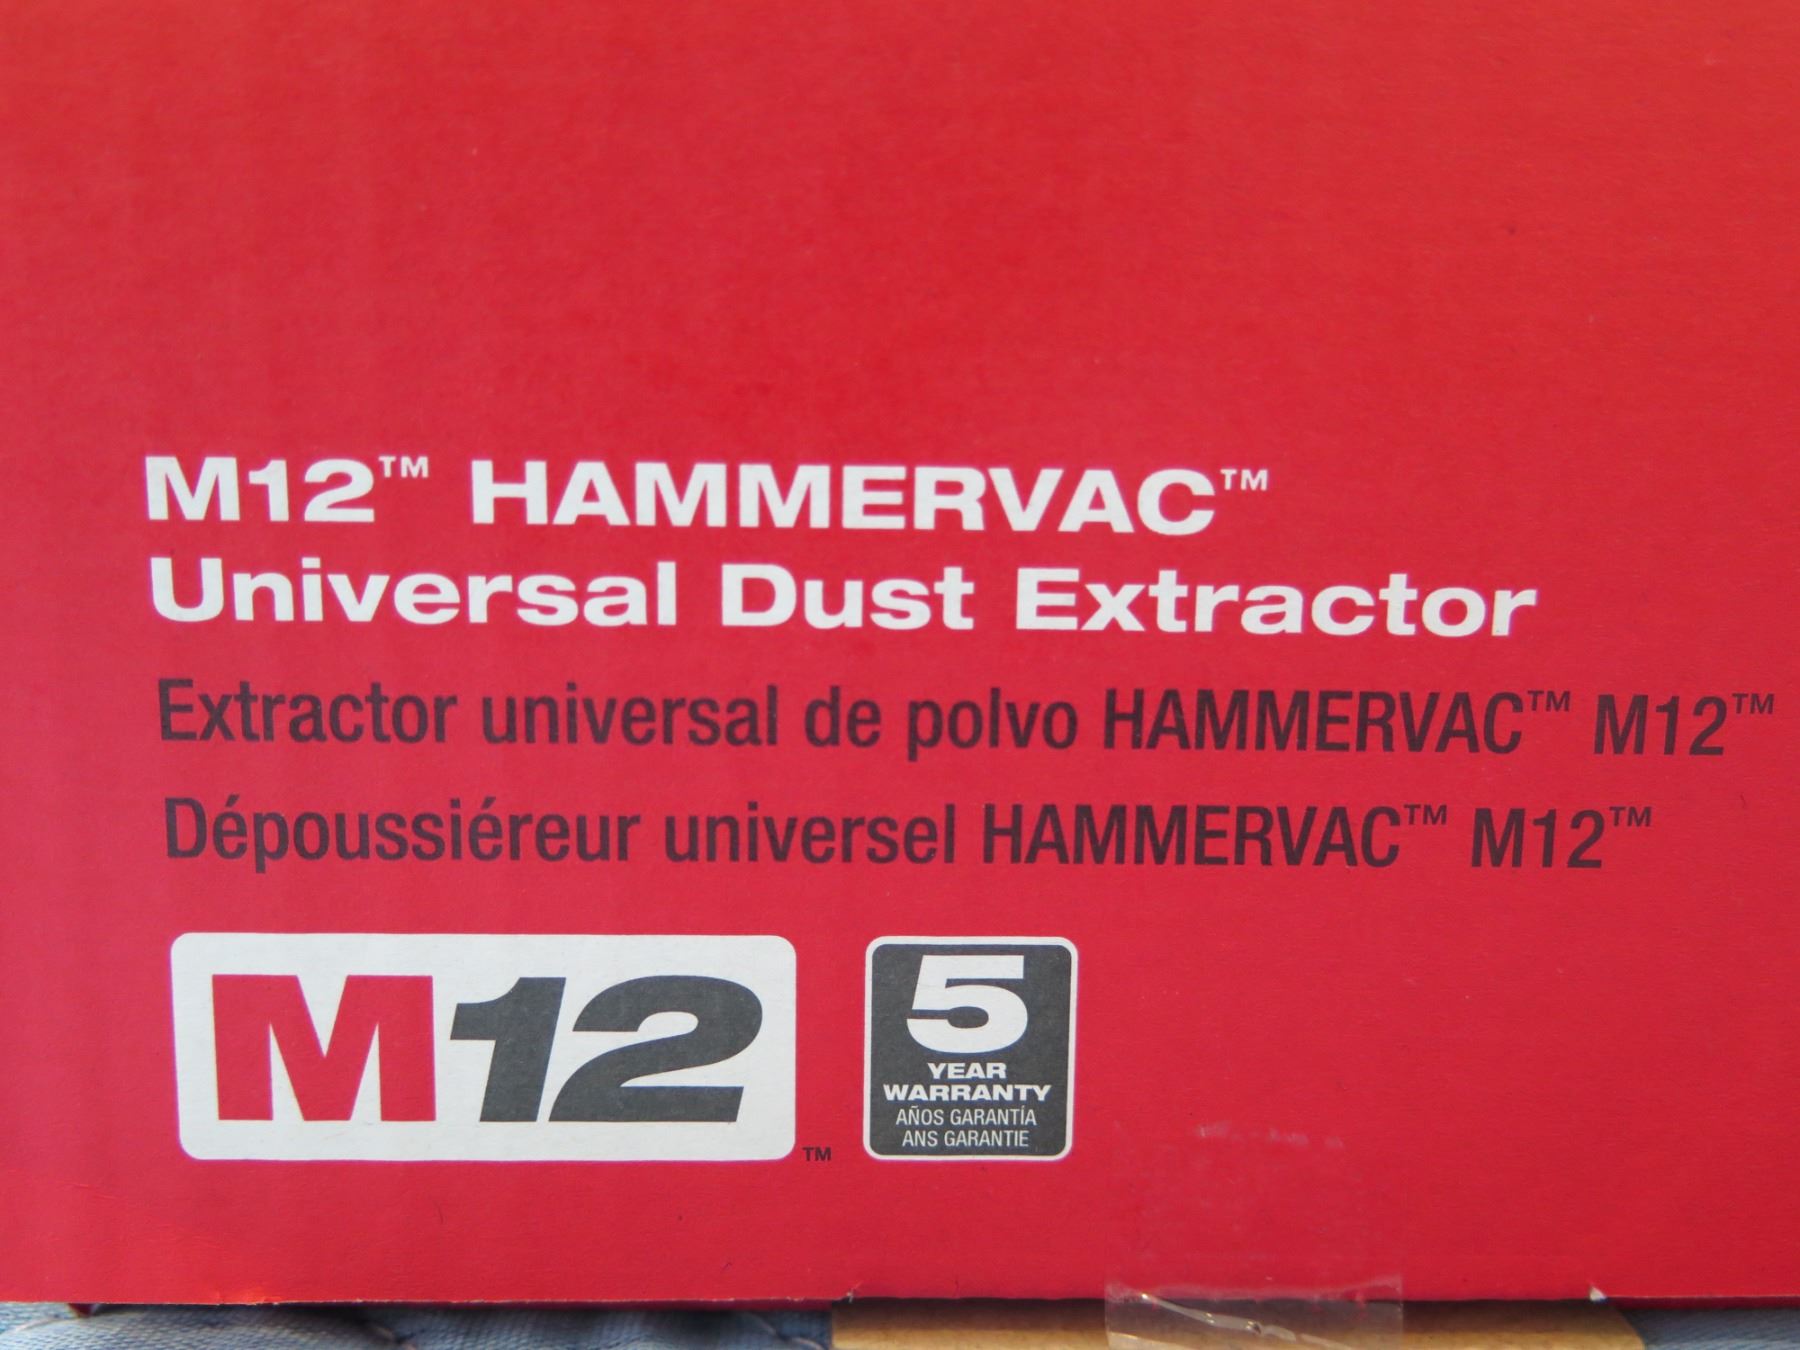 M12™ HAMMERVAC™
Universal Dust Extractor
Extractor universal de polvo HAMMERVAC™ M12™
Dépoussiéreur universel HAMMERVAC™ M12™
M12™
5
YEAR
WARRANTY
AÑOS GARANTÍA
ANS GARANTIE